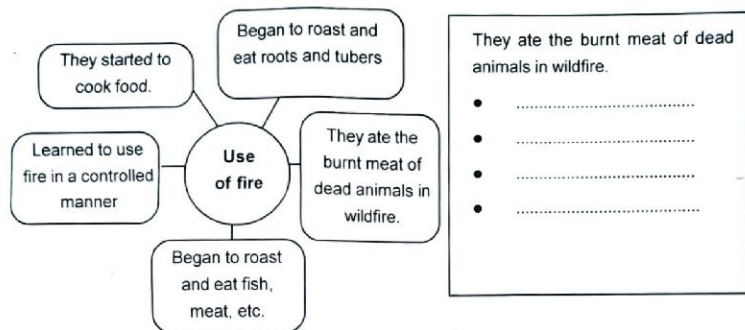 Began to roast and
eat roots and tubers
They started to
cook food.
Learned to use
fire in a controlled
manner
Use
of fire
They ate the
burnt meat of
dead animals in
wildfire.
Began to roast
and eat fish,
meat, etc.
They ate the burnt meat of dead
animals in wildfire.
• ..........................................
• ..........................................
• ..........................................
• ..........................................